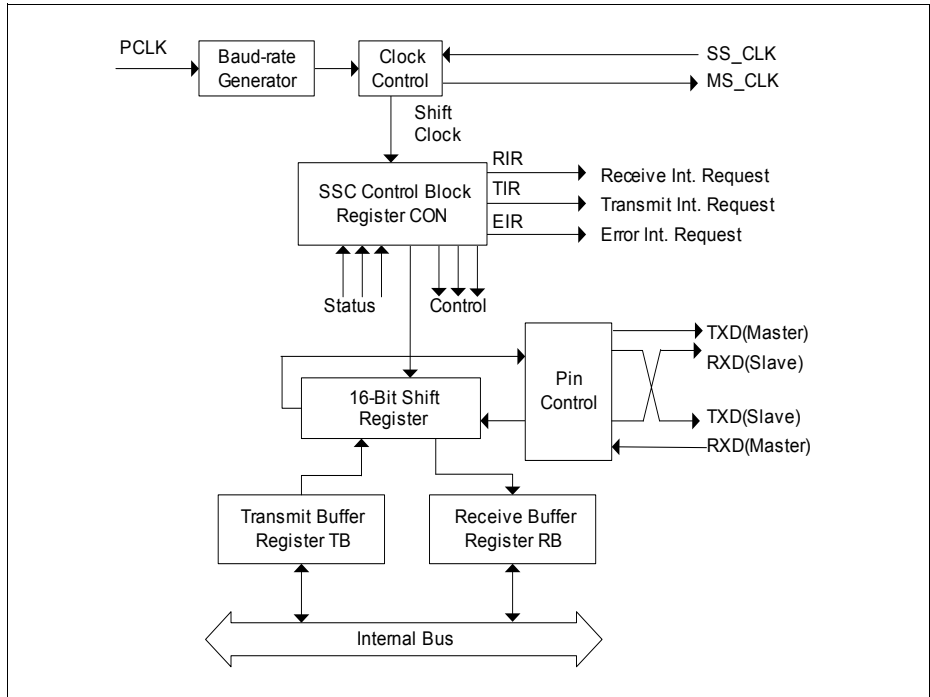 PCLK
Baud-rate
Generator
Clock
Control
SS_CLK
MS_CLK
Shift
Clock
SSC Control Block
Register CON
RIR
TIR
EIR
Receive Int. Request
Transmit Int. Request
Error Int. Request
Status
Control
16-Bit Shift
Register
Pin
Control
TXD(Master)
RXD(Slave)
TXD(Slave)
RXD(Master)
Transmit Buffer
Register TB
Receive Buffer
Register RB
Internal Bus